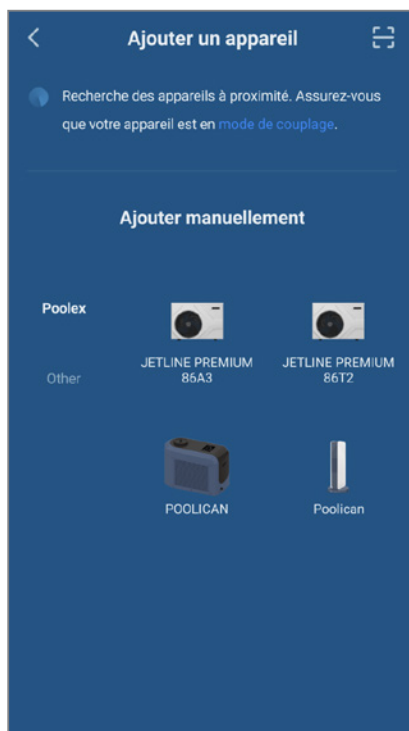 Ajouter un appareil
Recherche des appareils à proximité. Assurez-vous
que votre appareil est en mode de couplage.
Ajouter manuellement
Poolex
Other
JETLINE PREMIUM
86A3
JETLINE PREMIUM
86T2
POOLICAN
Poolican